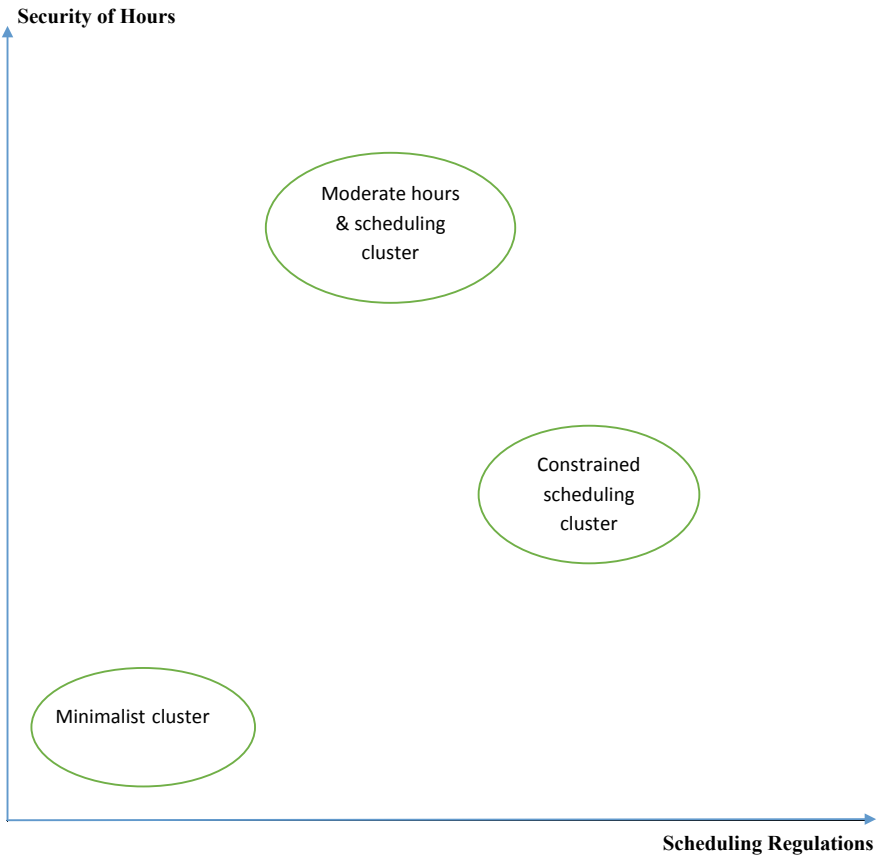 Security of Hours
Moderate hours
& scheduling
cluster
Constrained
scheduling
cluster
Minimalist cluster
Scheduling Regulations